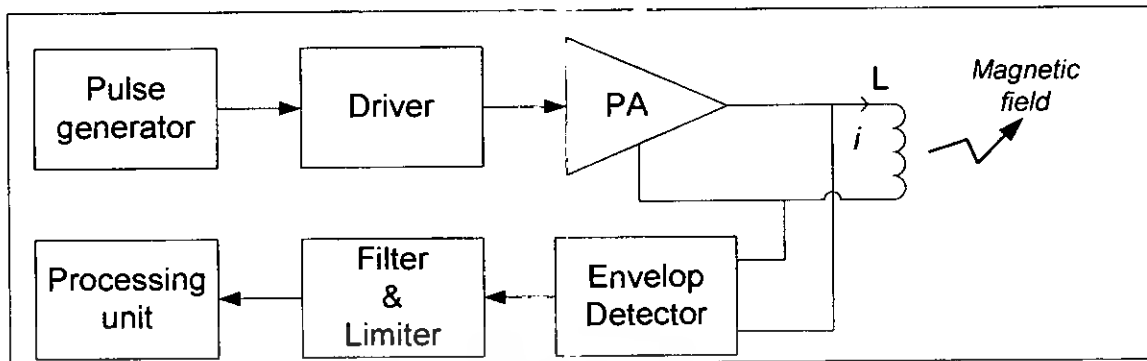 Pulse
generator
Driver
PA
L
i
Magnetic
field
Processing
unit
Filter
&
Limiter
Envelop
Detector